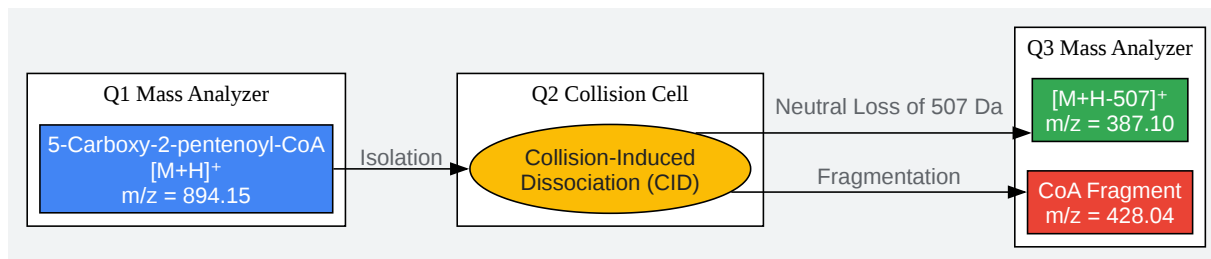 Q1 Mass Analyzer
5-Carboxy-2-pentenoyl-CoA
[M+H]⁺
m/z = 894.15
Isolation
Q2 Collision Cell
Collision-Induced
Dissociation (CID)
Neutral Loss of 507 Da
Fragmentation
Q3 Mass Analyzer
[M+H-507]⁺
m/z = 387.10
CoA Fragment
m/z = 428.04